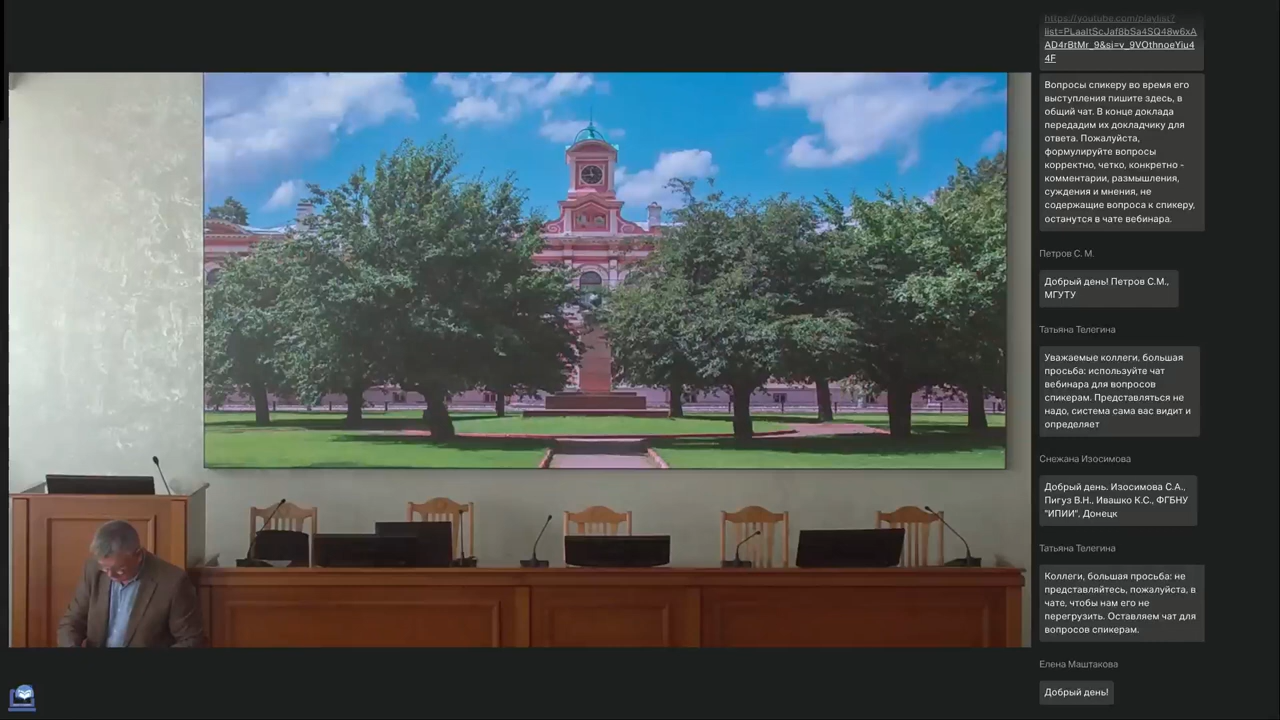 https://youtube.com/playlist?
list=PLaaltScJaf8bSa4SQ48w6xA
AD4rBtMr_9&si=v_9VOthnoeYiu4
4F
Вопросы спикеру во время его
выступления пишите здесь, в
общий чат. В конце доклада
передадим их докладчику для
ответа. Пожалуйста,
формулируйте вопросы
корректно, четко, конкретно -
комментарии, размышления,
суждения и мнения, не
содержащие вопроса к спикеру,
останутся в чате вебинара.
Петров С. М.
Добрый день! Петров С.М.,
МГУТУ
Татьяна Телегина
Уважаемые коллеги, большая
просьба: используйте чат
вебинара для вопросов
спикерам. Представляться не
надо, система сама вас видит и
определяет
Снежана Изосимова
Добрый день. Изосимова С.А.,
Пигуз В.Н., Ивашко К.С., ФГБНУ
"ИПИИ", Донецк
Татьяна Телегина
Коллеги, большая просьба: не
представляйтесь, пожалуйста, в
чате, чтобы нам его не
перегрузить. Оставляем чат для
вопросов спикерам.
Елена Маштакова
Добрый день!